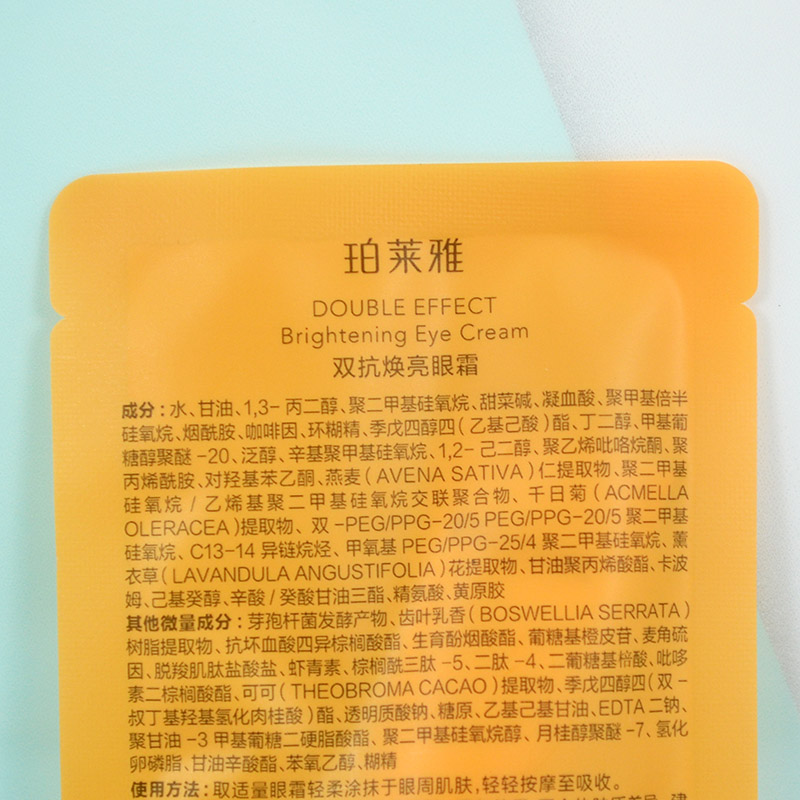 珀莱雅
DOUBLE EFFECT
Brightening Eye Cream
双抗焕亮眼霜
成分:水、甘油、1,3-丙二醇、聚二甲基硅氧烷、甜菜碱、凝血酸、聚甲基倍半
硅氧烷、烟酰胺、咖啡因、环糊精、季戊四醇四(乙基己酸)酯、丁二醇、甲基葡
糖醇聚醚-20、泛醇、辛基聚甲基硅氧烷、1,2-己二醇、聚乙烯吡咯烷酮、聚
丙烯酰胺、对羟基苯乙酮、燕麦(AVENA SATIVA)仁提取物、聚二甲基
硅氧烷/乙烯基聚二甲基硅氧烷交联聚合物、千日菊(ACMELLA
OLERACEA)提取物、双-PEG/PPG-20/5 PEG/PPG-20/5 聚二甲基
硅氧烷、C13-14 异链烷烃、甲氧基 PEG/PPG-25/4 聚二甲基硅氧烷、薰
衣草(LAVANDULA ANGUSTIFOLIA)花提取物、甘油聚丙烯酸酯、卡波
姆、己基癸醇、辛酸/癸酸甘油三酯、精氨酸、黄原胶
其他微量成分:芽孢杆菌发酵产物、齿叶乳香(BOSWELLIA SERRATA)
树脂提取物、抗坏血酸四异棕榈酸酯、生育酚烟酸酯、葡糖基橙皮苷、麦角硫
因、脱羧肌肽盐酸盐、虾青素、棕榈酰三肽-5、二肽-4、二葡糖基棓酸、吡哆
素二棕榈酸酯、可可(THEOBROMA CACAO)提取物、季戊四醇四(双-
叔丁基羟基氢化肉桂酸)酯、透明质酸钠、糖原、乙基己基甘油、EDTA 二钠、
聚甘油-3 甲基葡糖二硬脂酸酯、聚二甲基硅氧烷醇、月桂醇聚醚-7、氢化
卵磷脂、甘油辛酸酯、苯氧乙醇、糊精
使用方法:取适量眼霜轻柔涂抹于眼周肌肤,轻轻按摩至吸收。